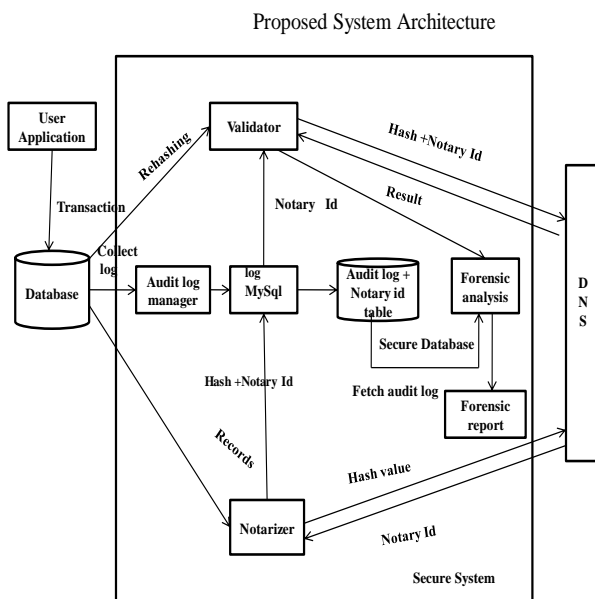 Proposed System Architecture
User
Application
Validator
Hash +Notary Id
Rehashing
Transaction
Notary Id
Result
Collect
log
Database
Audit log
manager
log
MySql
Audit log +
Notary id
table
Forensic
analysis
D
N
S
Secure Database
Hash +Notary Id
Fetch audit log
Forensic
report
Records
Hash value
Notarizer
Notary Id
Secure System